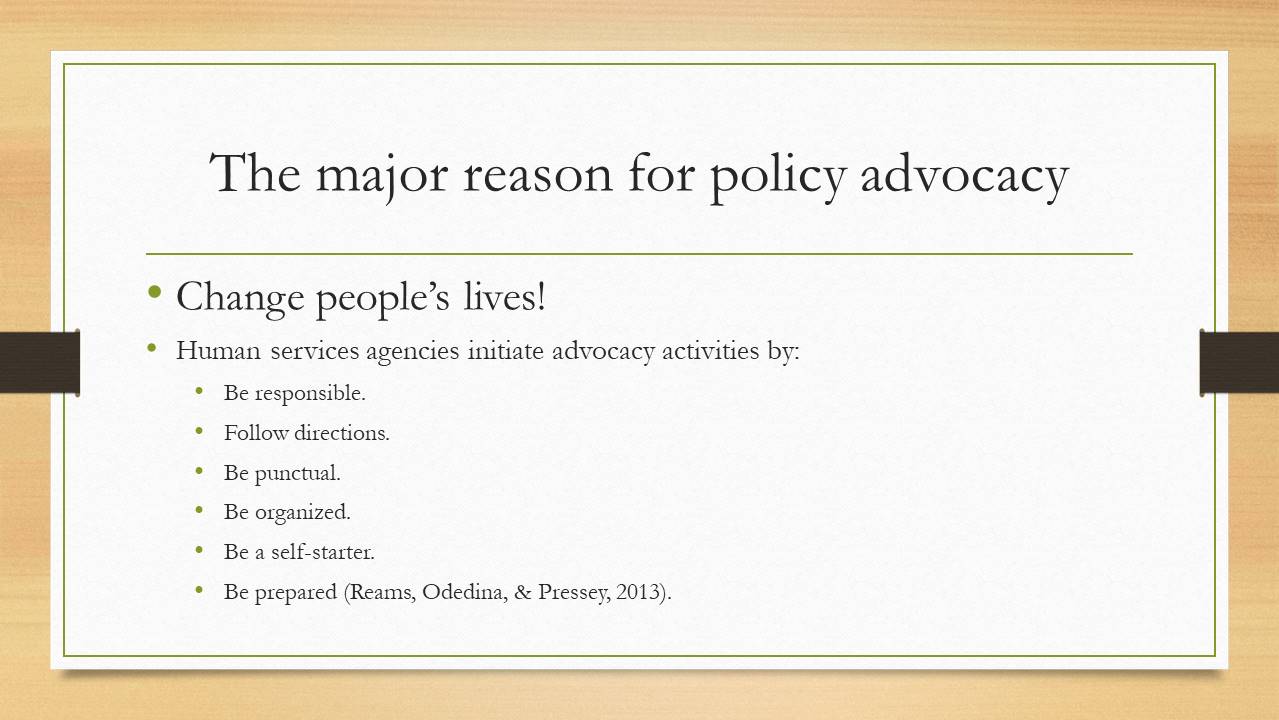 The major reason for policy advocacy
• Change people’s lives!
• Human services agencies initiate advocacy activities by:
• Be responsible.
• Follow directions.
• Be punctual.
• Be organized.
• Be a self-starter.
• Be prepared (Reams, Odedina, & Pressey, 2013).